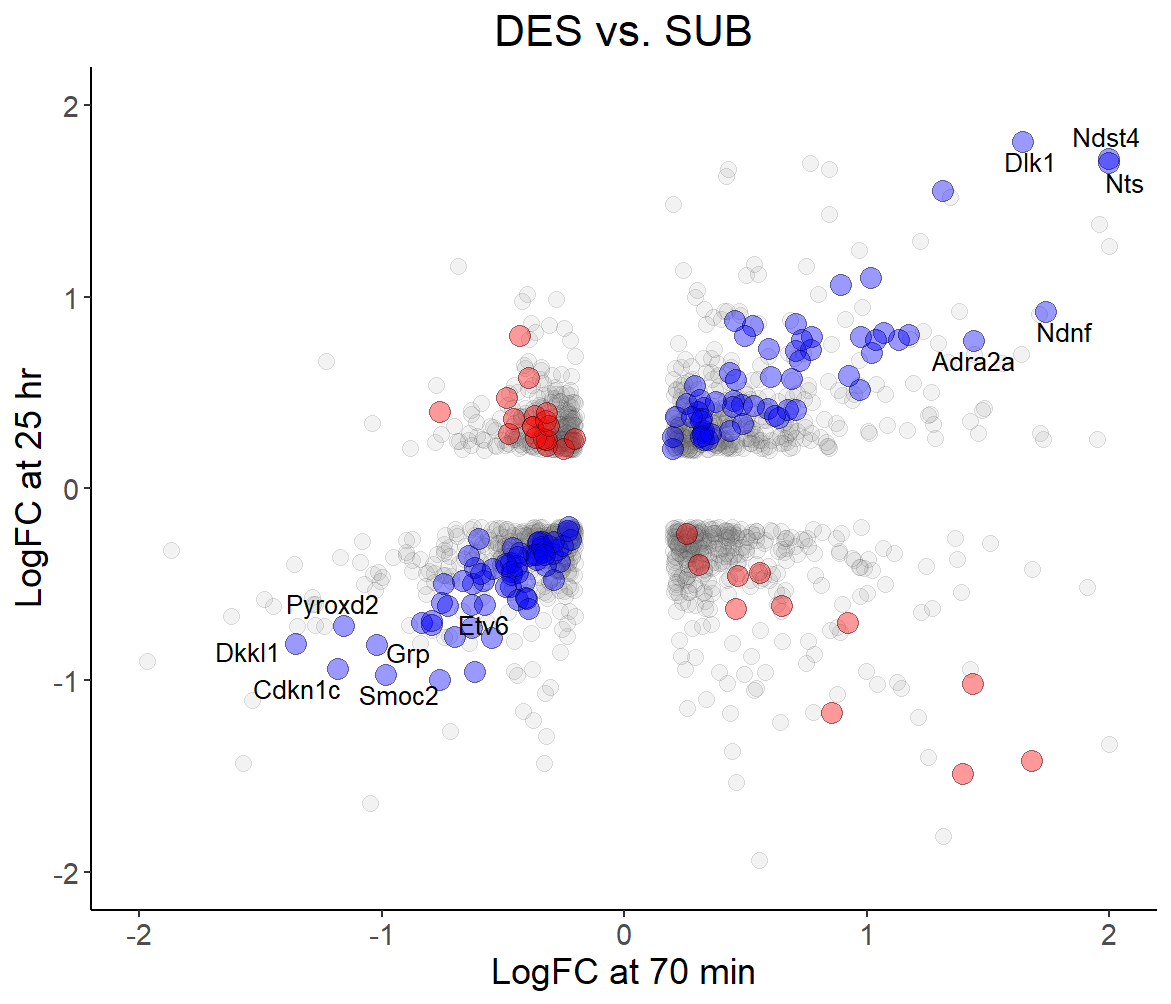 DES vs. SUB
LogFC at 25 hr
2
1
0
-1
-2
Ndst4
Dlk1
Nts
Ndnf
Adra2a
Pyroxd2
Etv6
Dkkl1
Grp
Cdkn1c
Smoc2
-2
-1
0
1
2
LogFC at 70 min